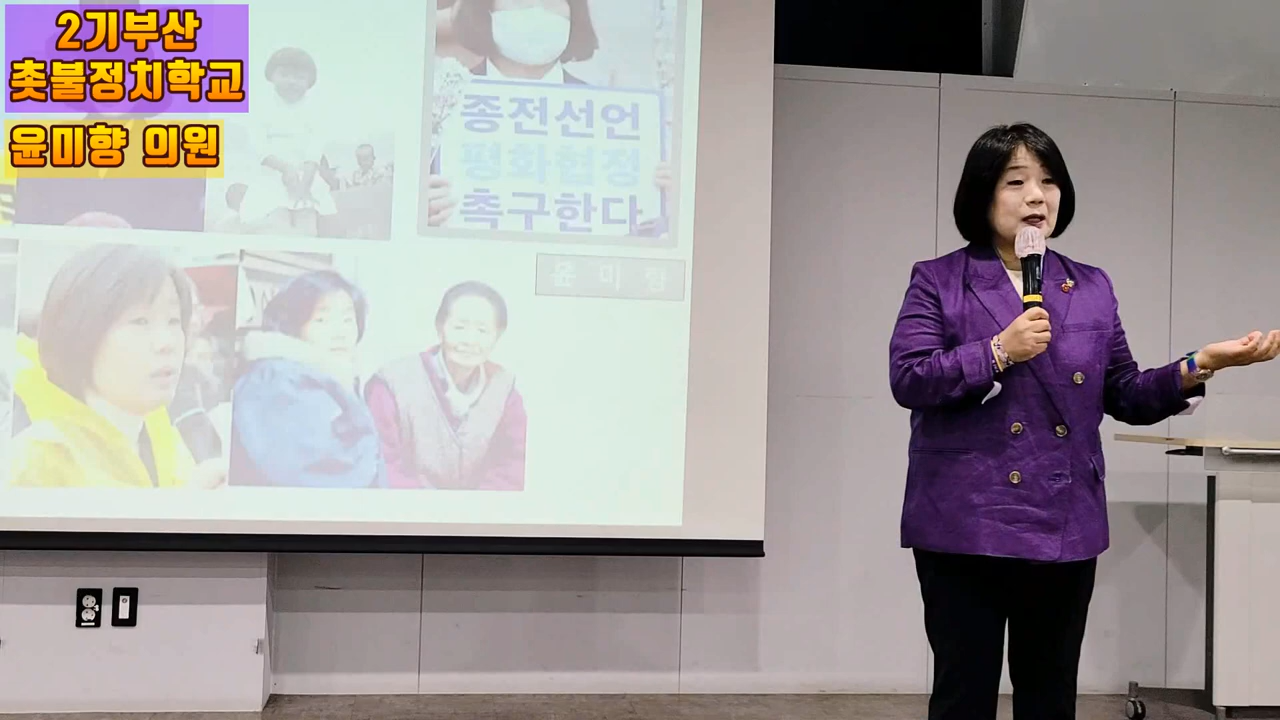 2기부산
촛불정치학교
윤미향 의원
종전선언
평화협정
촉구한다
윤 미 향